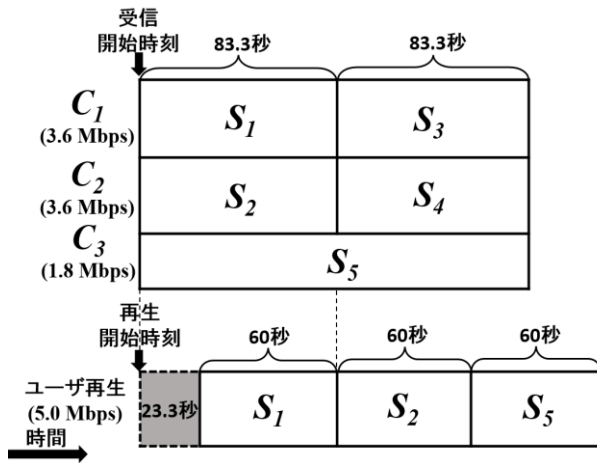 受信
開始時刻
83.3秒
83.3秒
C1
(3.6 Mbps)
S1
S3
C2
(3.6 Mbps)
S2
S4
C3
(1.8 Mbps)
S5
再生
開始時刻
60秒
60秒
60秒
ユーザ再生
(5.0 Mbps)
23.3秒
S1
S2
S5
時間